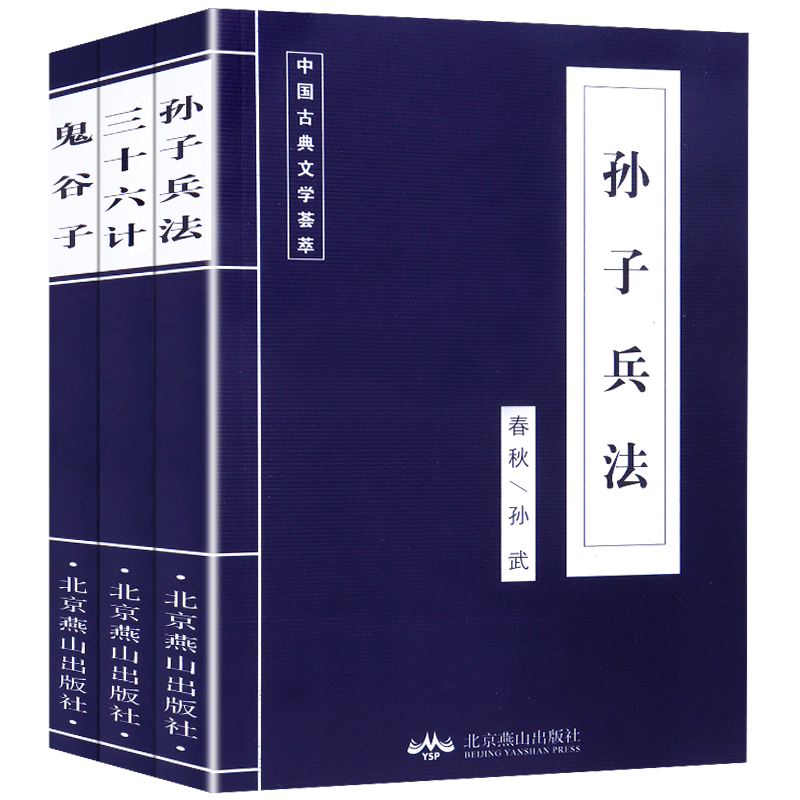 孙子兵法
春秋/孙武
中国古典文学荟萃
YSP
北京燕山出版社
BEIJING YANSHAN PRESS
孙子兵法
·北京燕山出版社·
三十六计
·北京燕山出版社·
鬼谷子
·北京燕山出版社·